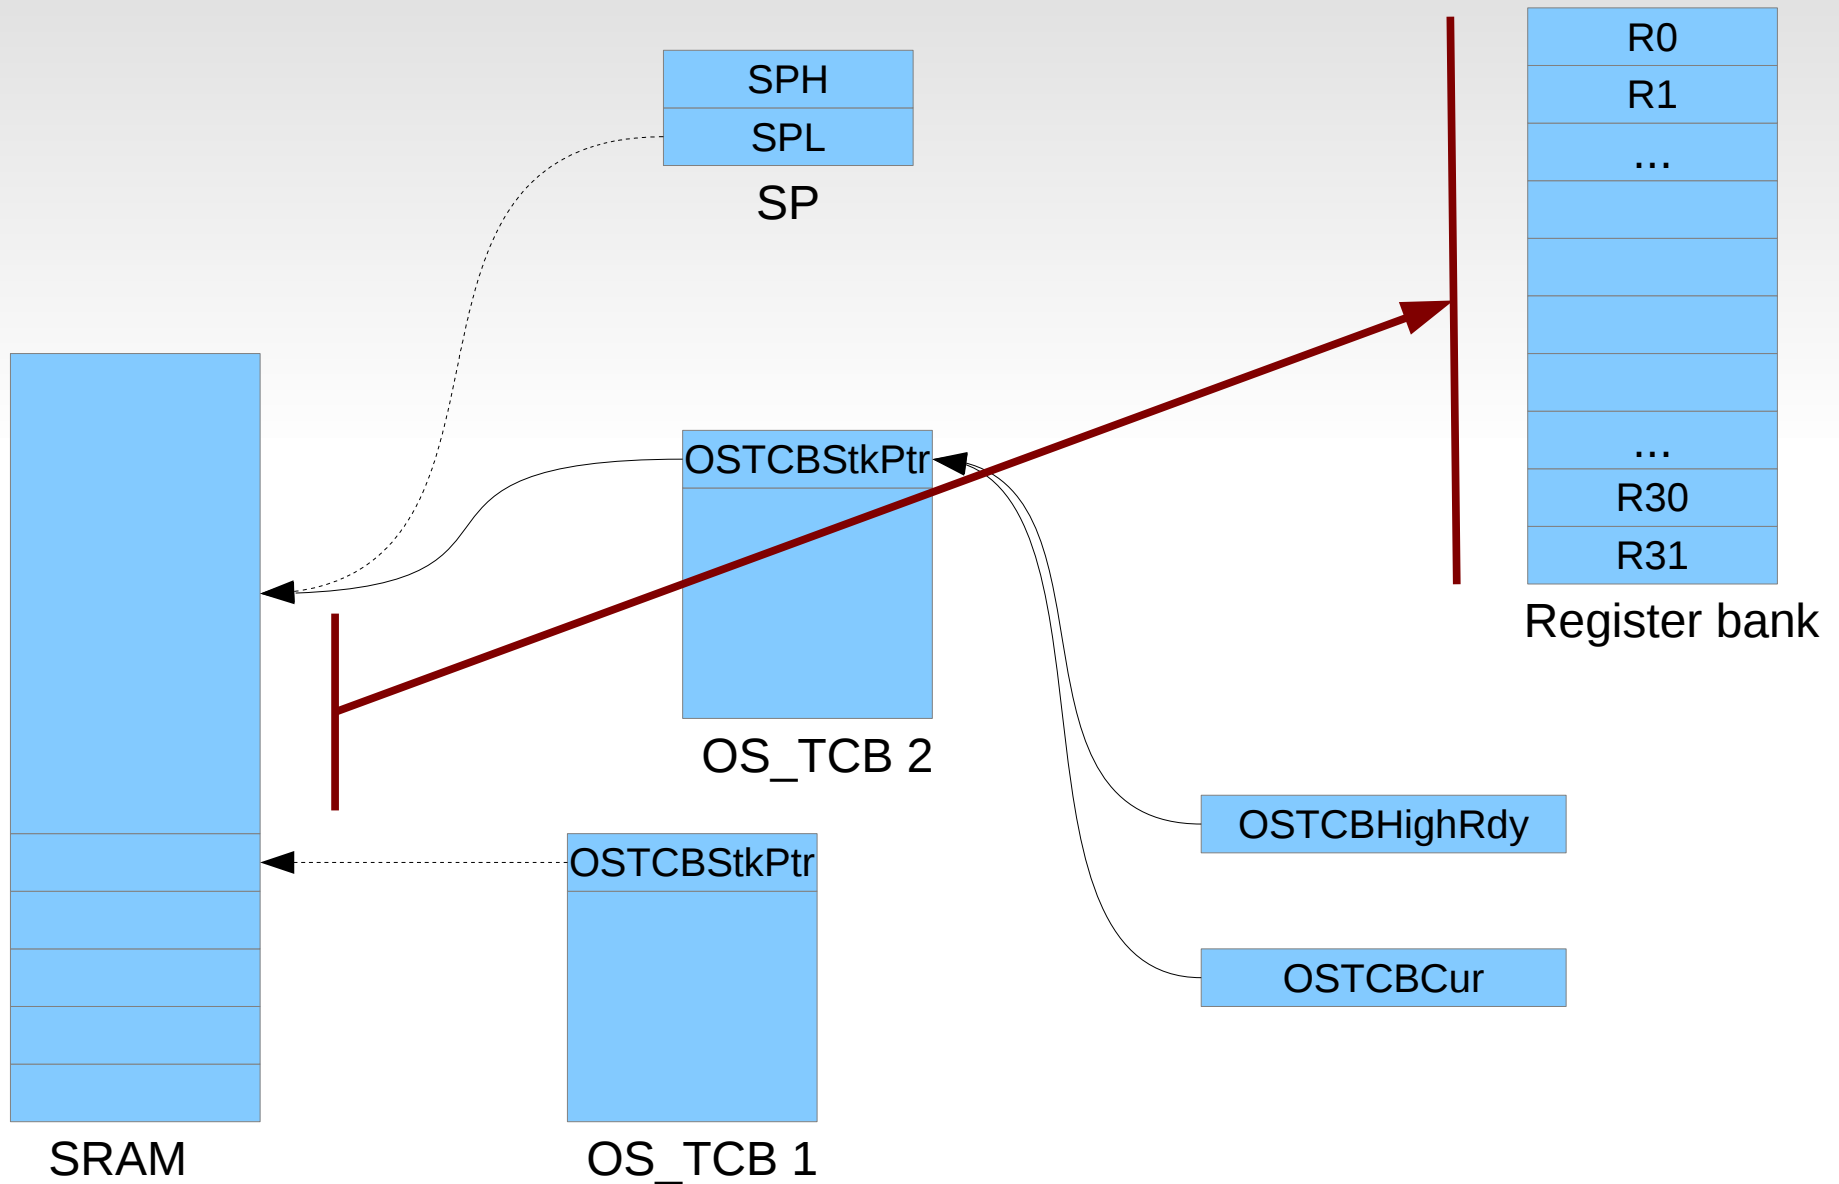 R0
SPH
R1
SPL
...
SP
OSTCBStkPtr
...
R30
R31
Register bank
OS_TCB 2
OSTCBHighRdy
OSTCBStkPtr
OSTCBCur
SRAM
OS_TCB 1